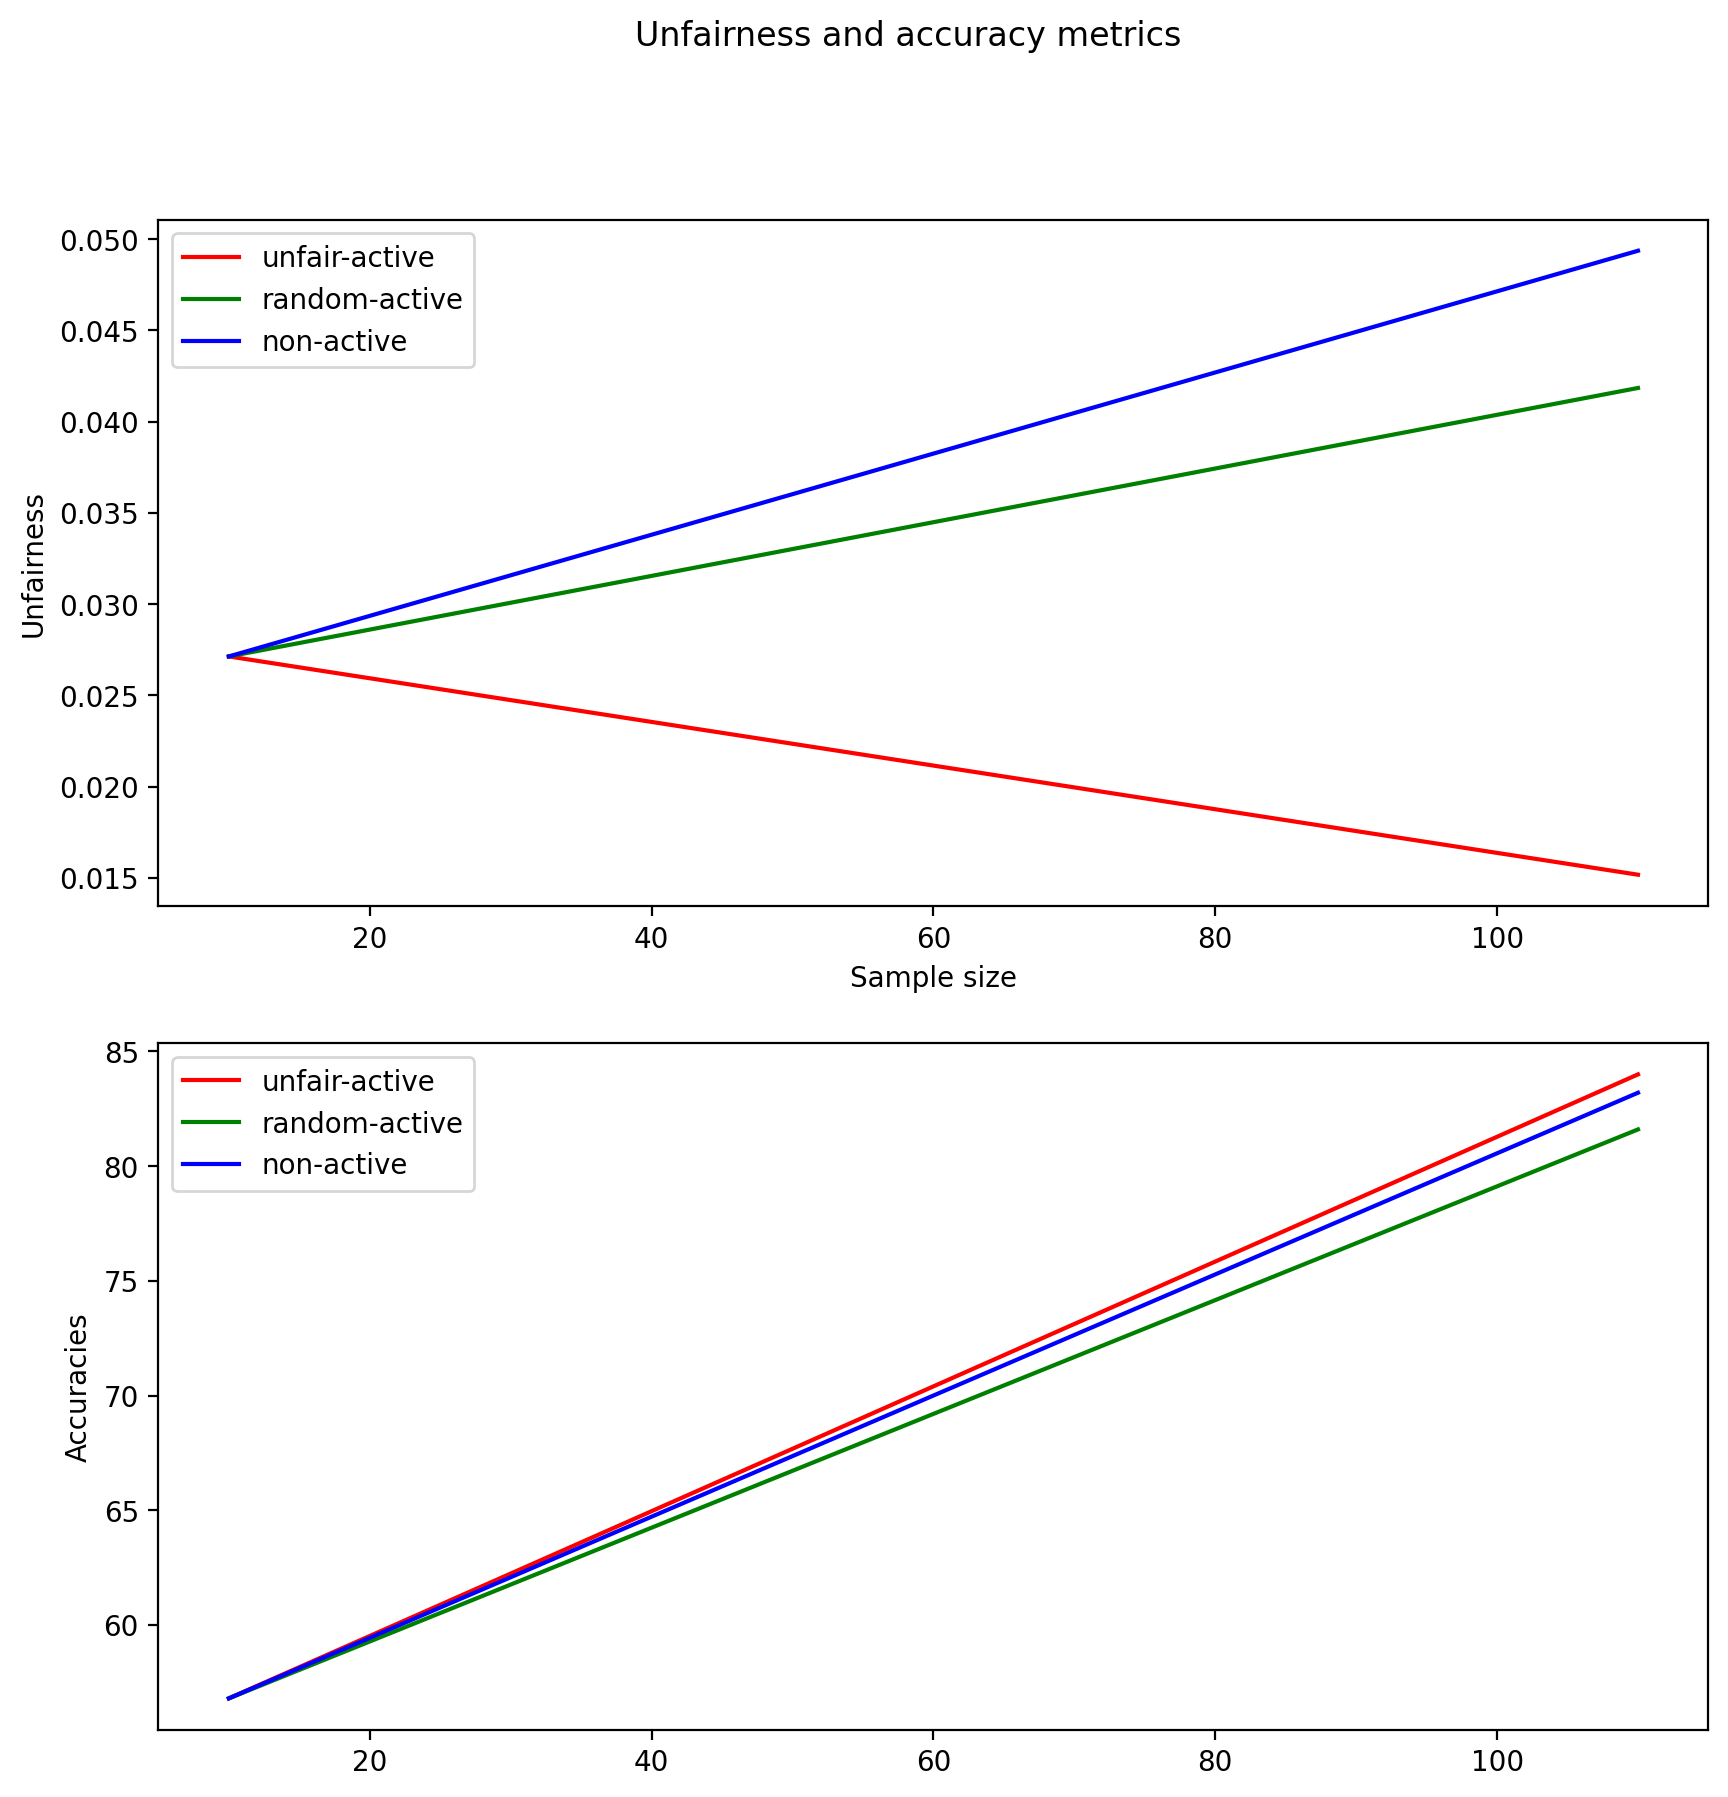 Unfairness and accuracy metrics
0.050
0.045
0.040
0.035
0.030
0.025
0.020
0.015
Unfairness
unfair-active
random-active
non-active
20 40 60 80 100
Sample size
85
80
75
70
65
60
Accuracies
unfair-active
random-active
non-active
20 40 60 80 100